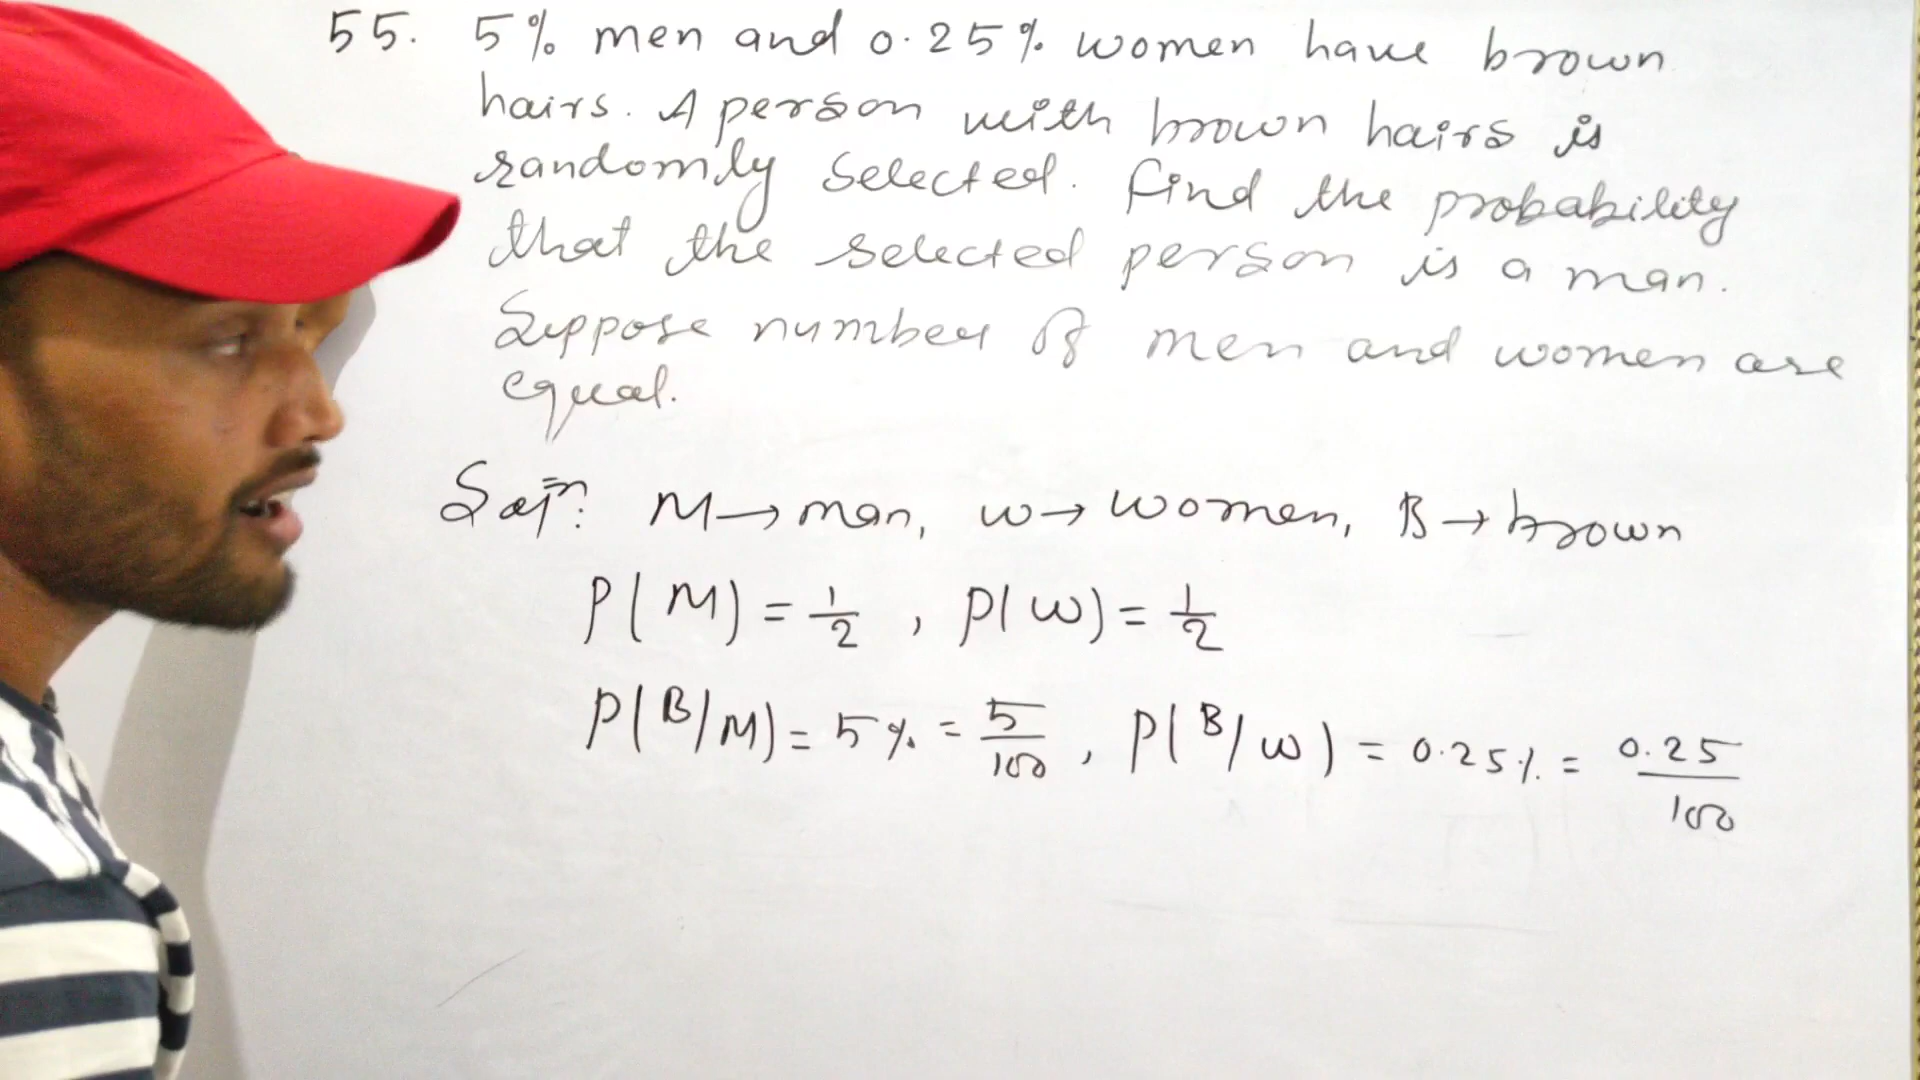 55. 5% men and 0.25% women have brown
hairs. A person with brown hairs is
randomly selected. Find the probability
that the selected person is a man.
Suppose number of men and women are
equal.
Sol^n: M → man, W → women, B → brown
P(M) = 1/2, P(W) = 1/2
P(B/M) = 5% = 5/100, P(B/W) = 0.25% = 0.25/100